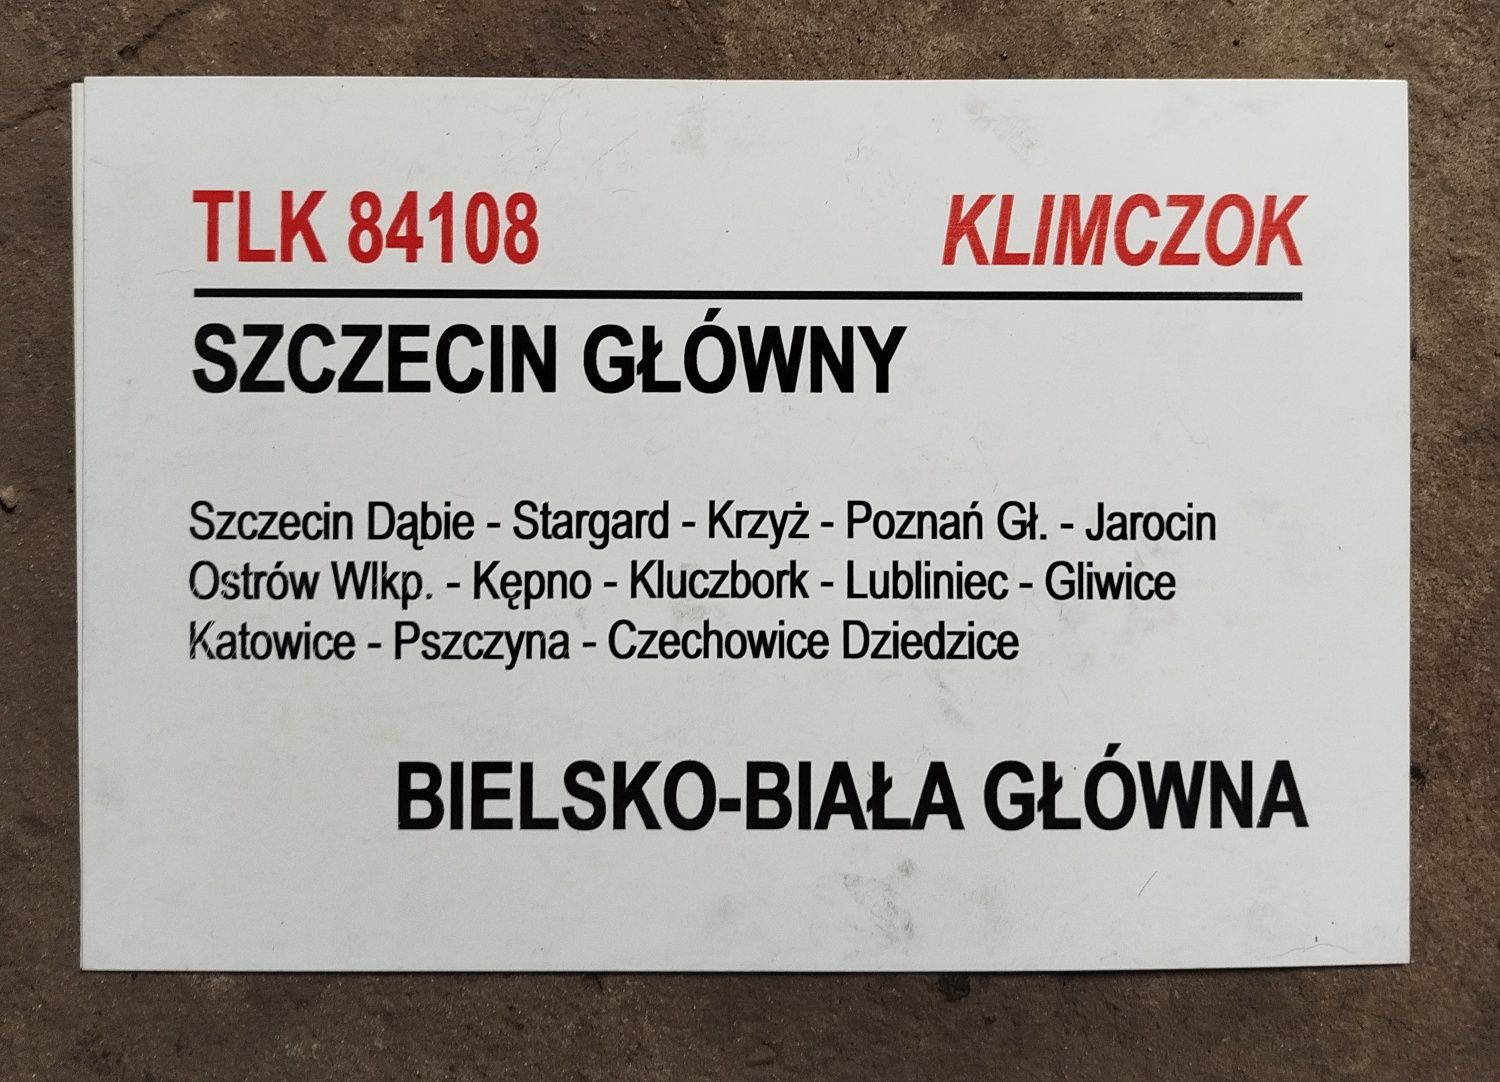 TLK 84108 KLIMCZOK
SZCZECIN GŁÓWNY
Szczecin Dąbie - Stargard - Krzyż - Poznań Gł. - Jarocin
Ostrów Wlkp. - Kępno - Kluczbork - Lubliniec - Gliwice
Katowice - Pszczyna - Czechowice Dziedzice
BIELSKO-BIAŁA GŁÓWNA